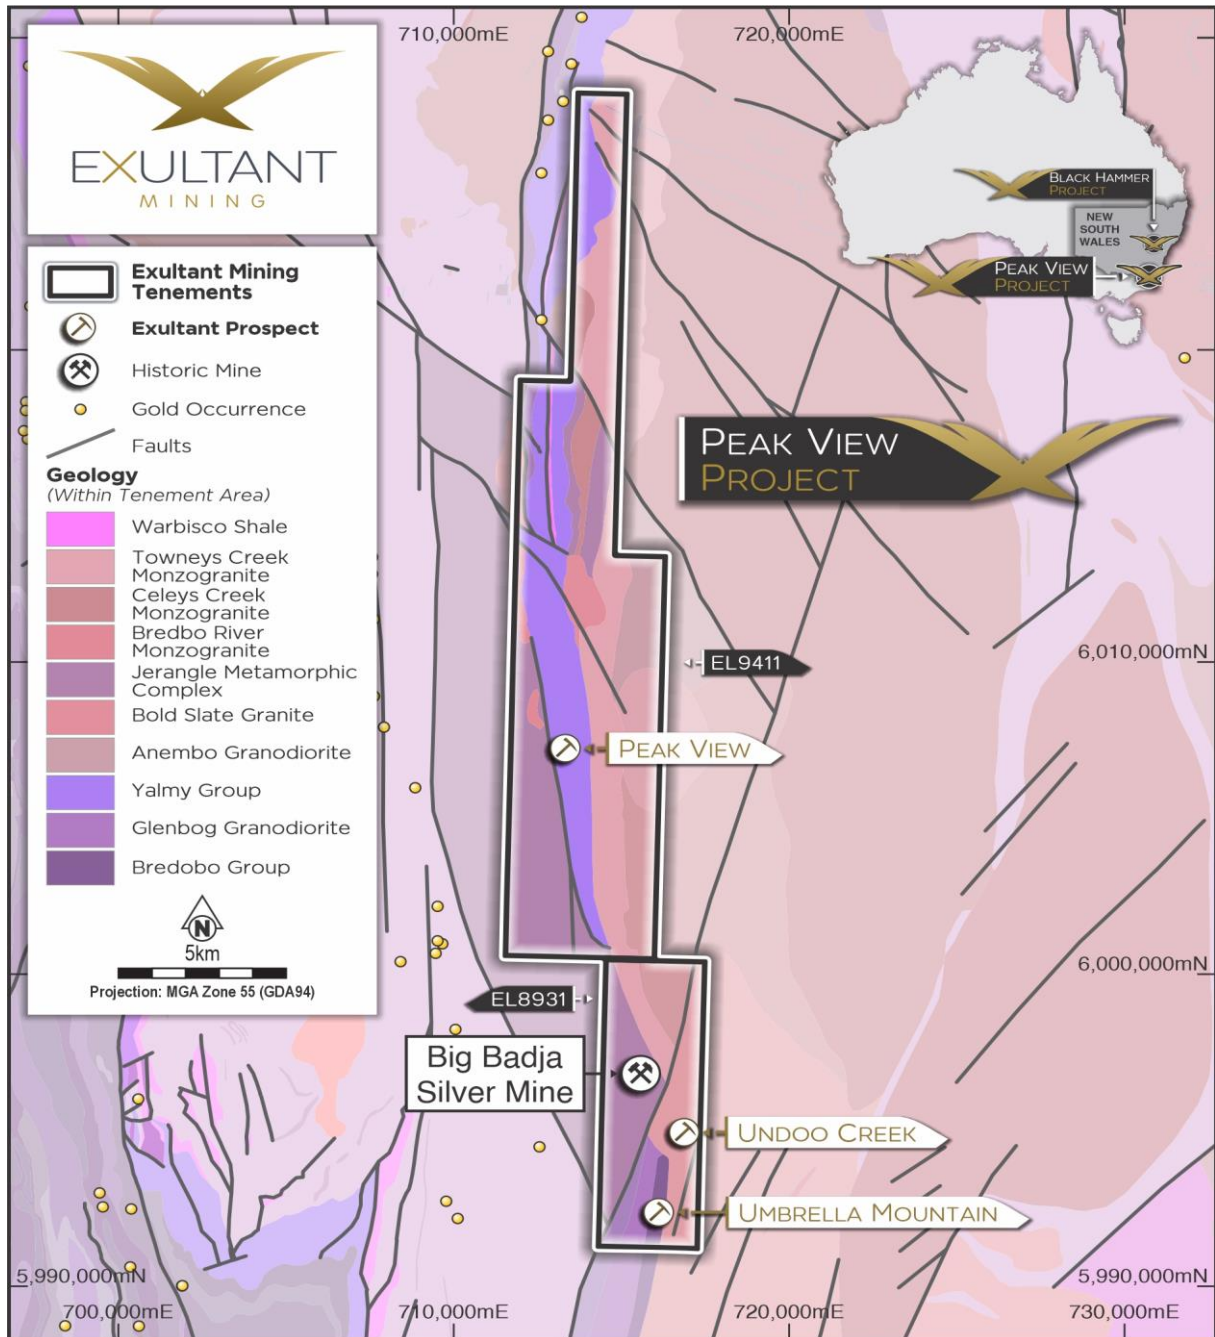 710,000mE
720,000mE
EXULTANT
MINING
BLACK HAMMER
PROJECT
NEW
SOUTH
WALES
PEAK VIEW
PROJECT
Exultant Mining
Tenements
Exultant Prospect
Historic Mine
Gold Occurrence
Faults
Geology
(Within Tenement Area)
Warbisco Shale
Towneys Creek
Monzogranite
Celeys Creek
Monzogranite
Bredbo River
Monzogranite
Jerangle Metamorphic
Complex
Bold Slate Granite
Anembo Granodiorite
Yalmy Group
Glenbog Granodiorite
Bredobo Group
N
5km
Projection: MGA Zone 55 (GDA94)
PEAK VIEW
PROJECT
6,010,000mN
EL9411
PEAK VIEW
6,000,000mN
EL8931
Big Badja
Silver Mine
UNDOO CREEK
UMBRELLA MOUNTAIN
5,990,000mN
5,990,000mN
700,000mE
710,000mE
720,000mE
730,000mE